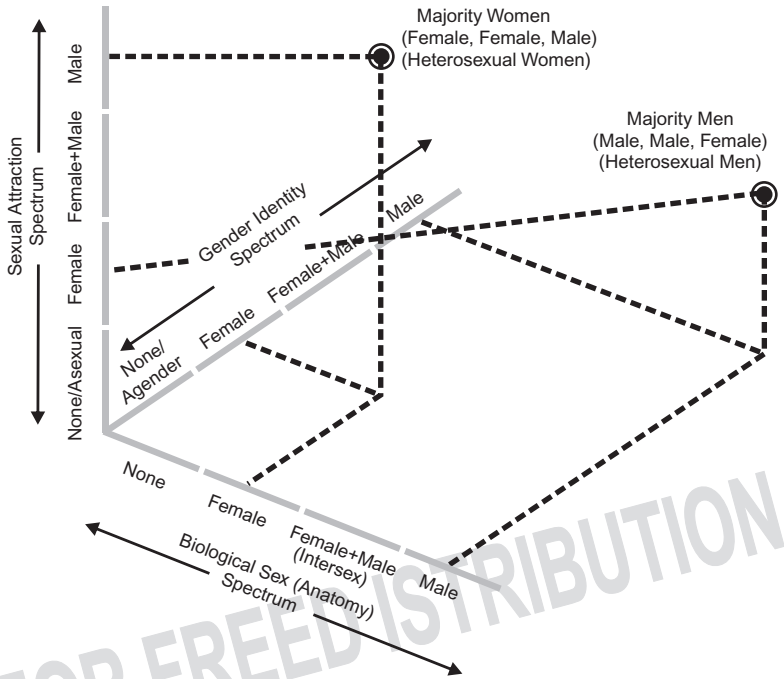 Majority Women
(Female, Female, Male)
(Heterosexual Women)
Majority Men
(Male, Male, Female)
(Heterosexual Men)
Sexual Attraction
Spectrum
Male
Female+Male
Female
None/Asexual
Gender Identity
Spectrum
Male
Female+Male
Female
None/
Agender
None
Female
Female+Male
(Intersex)
Male
Biological Sex (Anatomy)
Spectrum
FOR FREED ISTRIBUTION